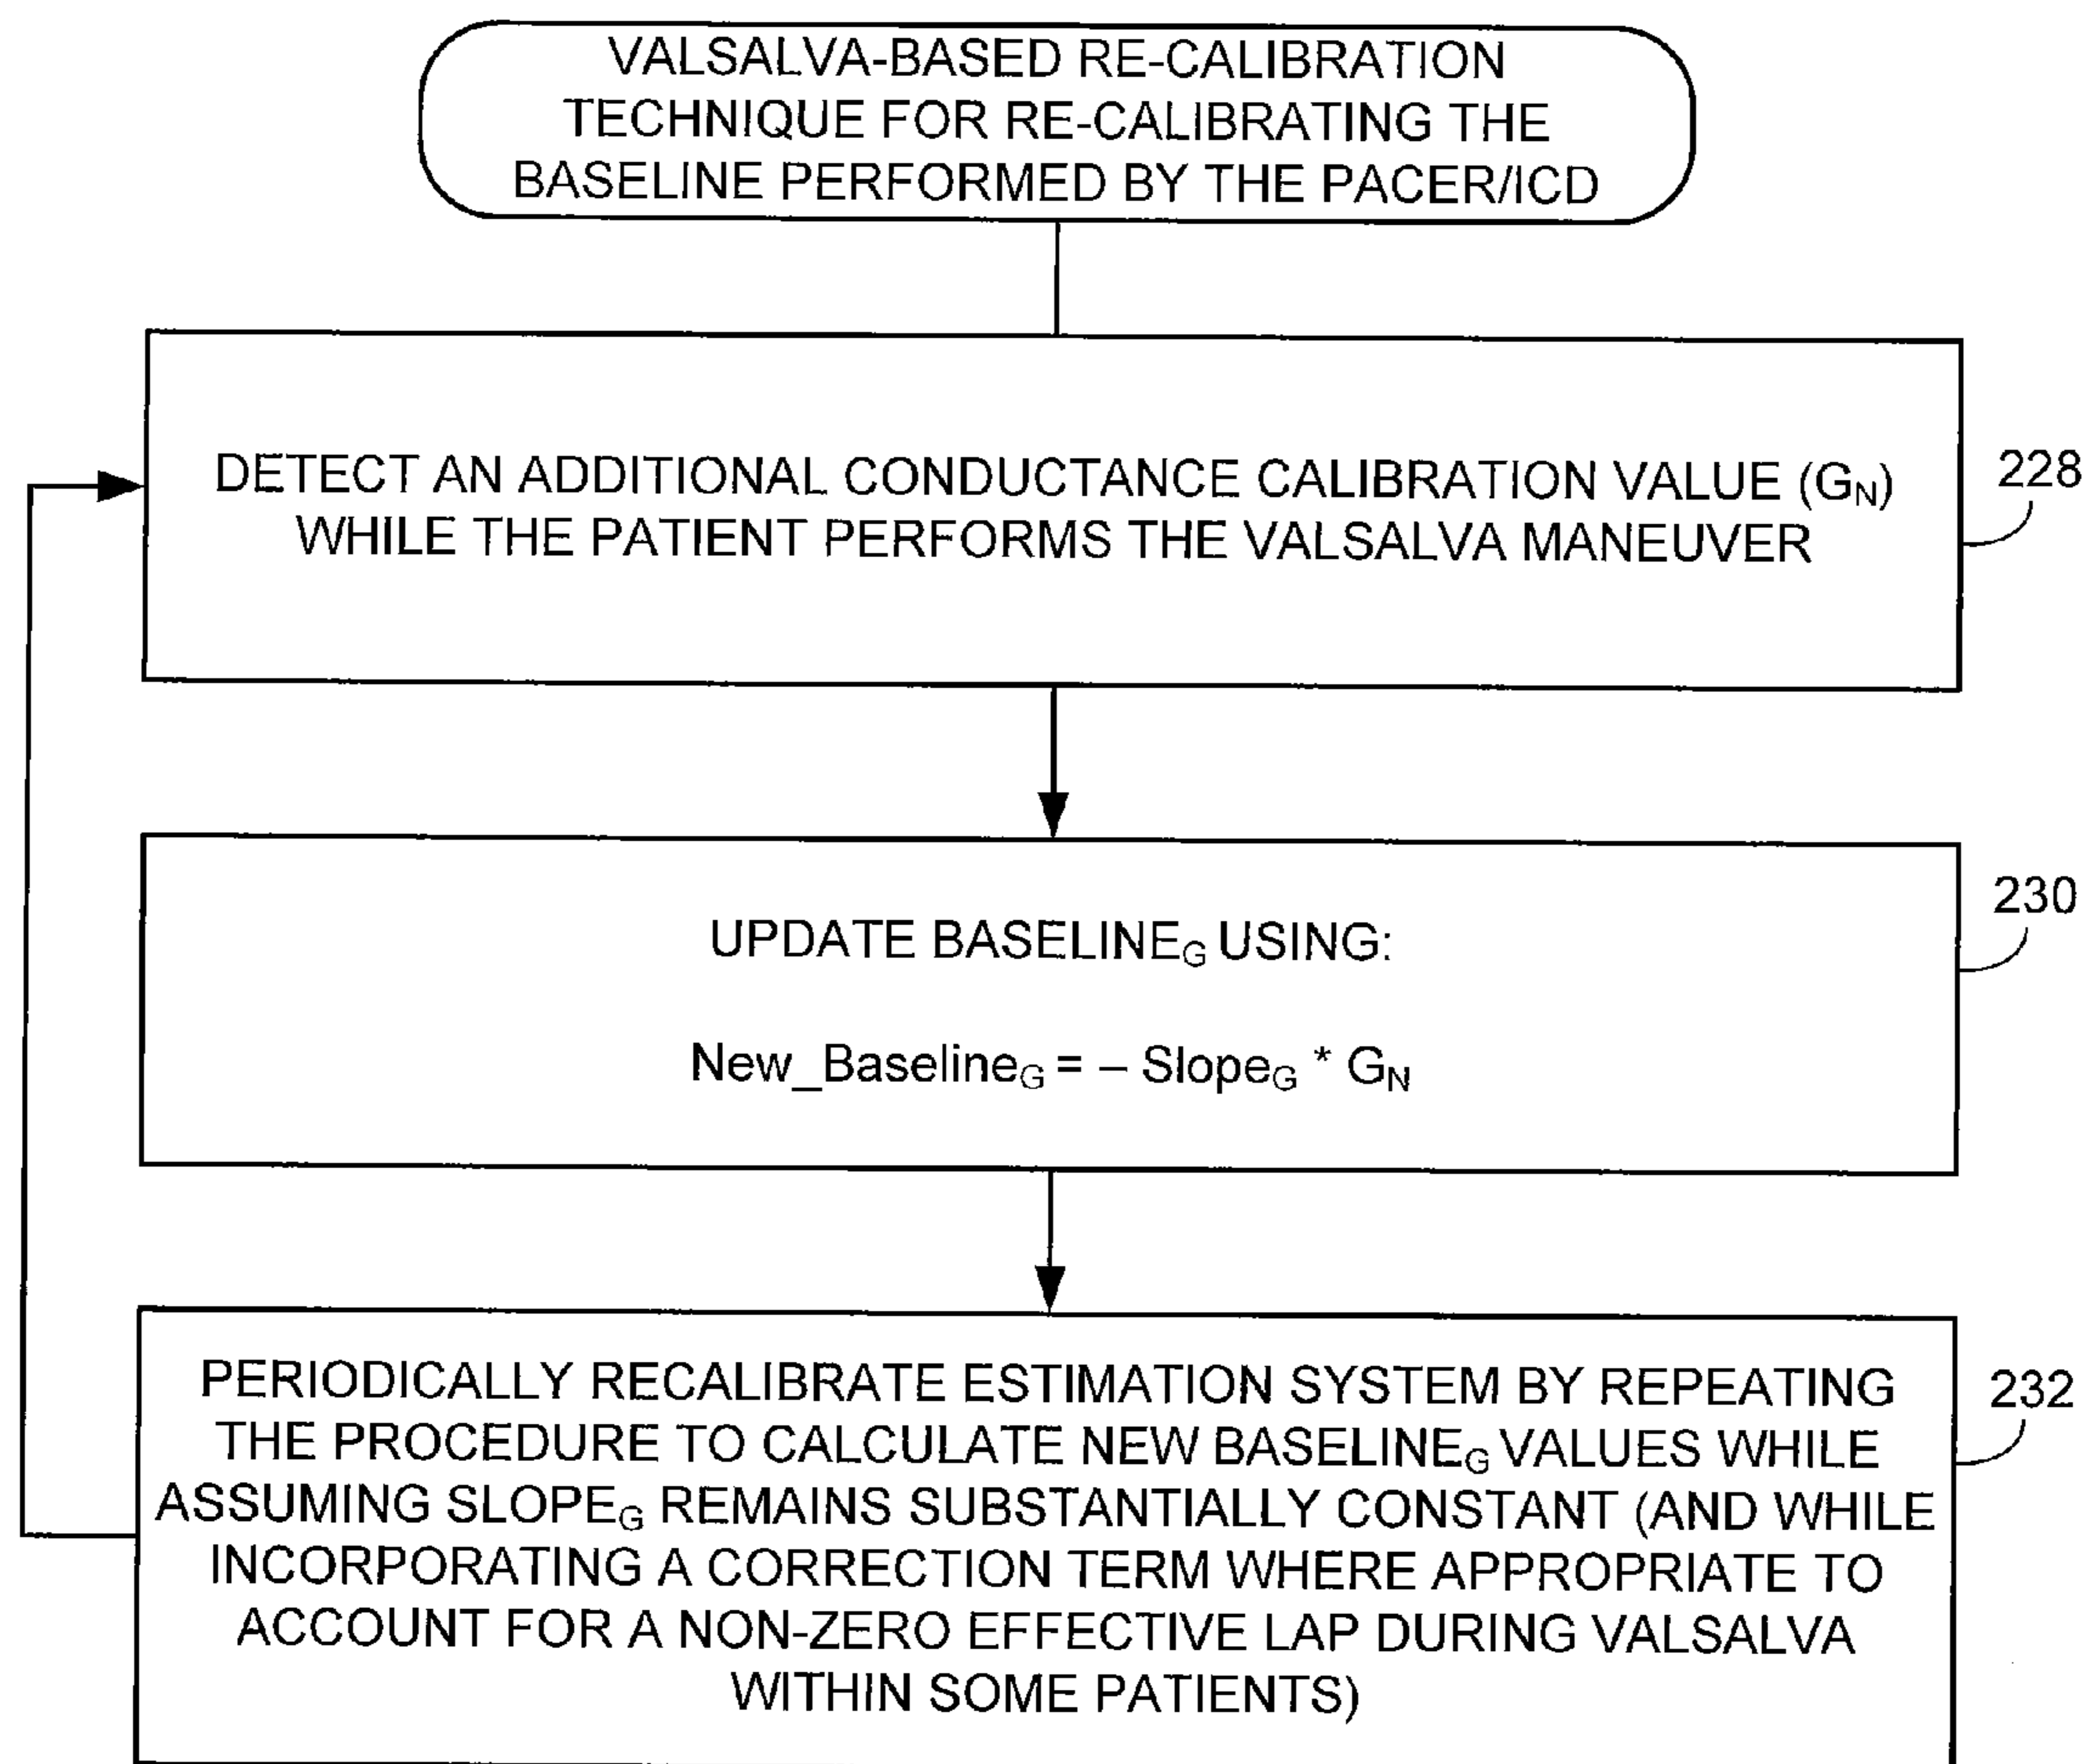 VALSALVA-BASED RE-CALIBRATION
TECHNIQUE FOR RE-CALIBRATING THE
BASELINE PERFORMED BY THE PACER/ICD
DETECT AN ADDITIONAL CONDUCTANCE CALIBRATION VALUE (GN)
WHILE THE PATIENT PERFORMS THE VALSALVA MANEUVER
228
UPDATE BASELINEG USING:
New_BaselineG = – SlopeG * GN
230
PERIODICALLY RECALIBRATE ESTIMATION SYSTEM BY REPEATING
THE PROCEDURE TO CALCULATE NEW BASELINEG VALUES WHILE
ASSUMING SLOPEG REMAINS SUBSTANTIALLY CONSTANT (AND WHILE
INCORPORATING A CORRECTION TERM WHERE APPROPRIATE TO
ACCOUNT FOR A NON-ZERO EFFECTIVE LAP DURING VALSALVA
WITHIN SOME PATIENTS)
232